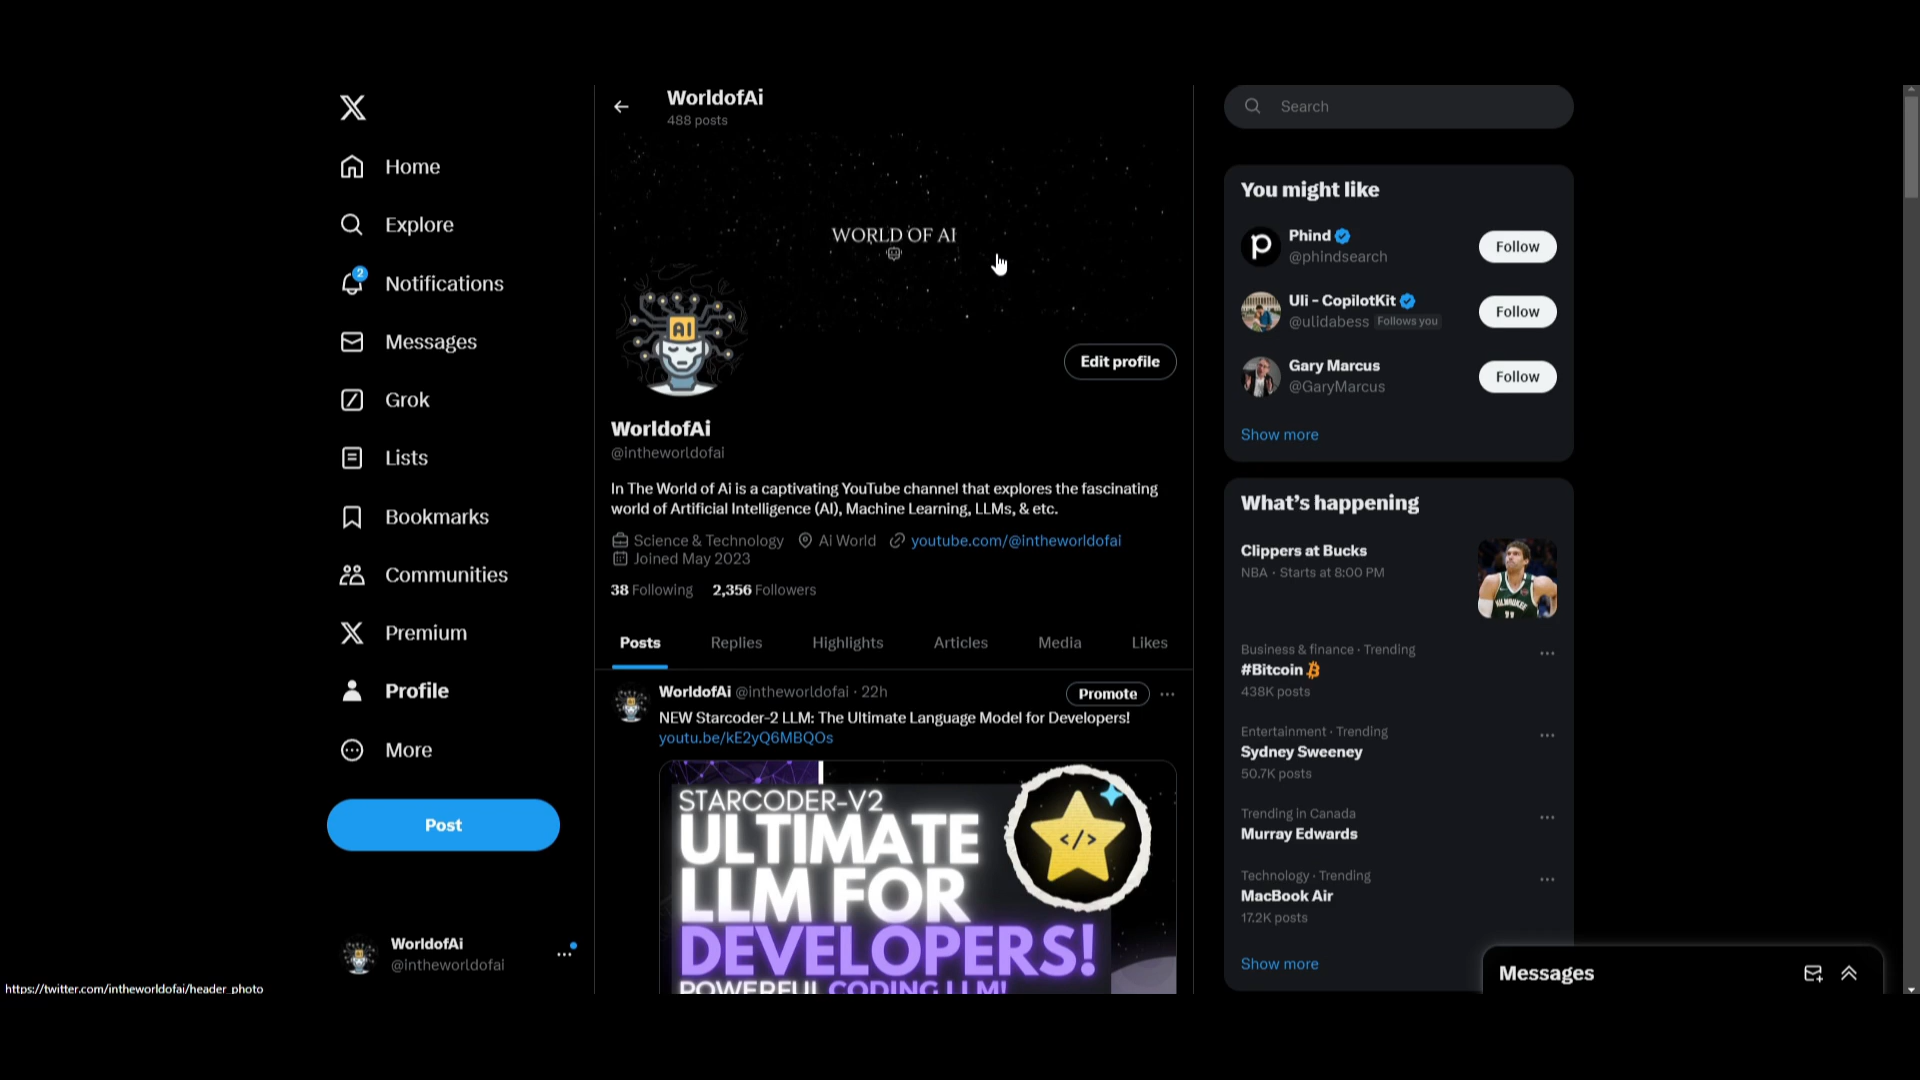 Home
Explore
2
Notifications
Messages
Grok
Lists
Bookmarks
Communities
Premium
Profile
More
Post
WorldofAi
@intheworldofai
https://twitter.com/intheworldofai/header_photo
WorldofAi
488 posts
WORLD OF AI
AI
Edit profile
WorldofAi
@intheworldofai
In The World of Ai is a captivating YouTube channel that explores the fascinating
world of Artificial Intelligence (AI), Machine Learning, LLMs, & etc.
Science & Technology Ai World youtube.com/@intheworldofai
Joined May 2023
38 Following 2,356 Followers
Posts Replies Highlights Articles Media Likes
WorldofAi @intheworldofai · 22h
Promote
NEW Starcoder-2 LLM: The Ultimate Language Model for Developers!
youtu.be/kE2yQ6MBQOs
STARCODER-V2
ULTIMATE
LLM FOR
DEVELOPERS!
POWERFUL CODING LLM!
</>
Search
You might like
Phind
@phindsearch
Follow
Uli - CopilotKit
@ulidabess Follows you
Follow
Gary Marcus
@GaryMarcus
Follow
Show more
What's happening
Clippers at Bucks
NBA · Starts at 8:00 PM
Business & finance · Trending
#Bitcoin
438K posts
Entertainment · Trending
Sydney Sweeney
50.7K posts
Trending in Canada
Murray Edwards
Technology · Trending
MacBook Air
17.2K posts
Show more
Messages